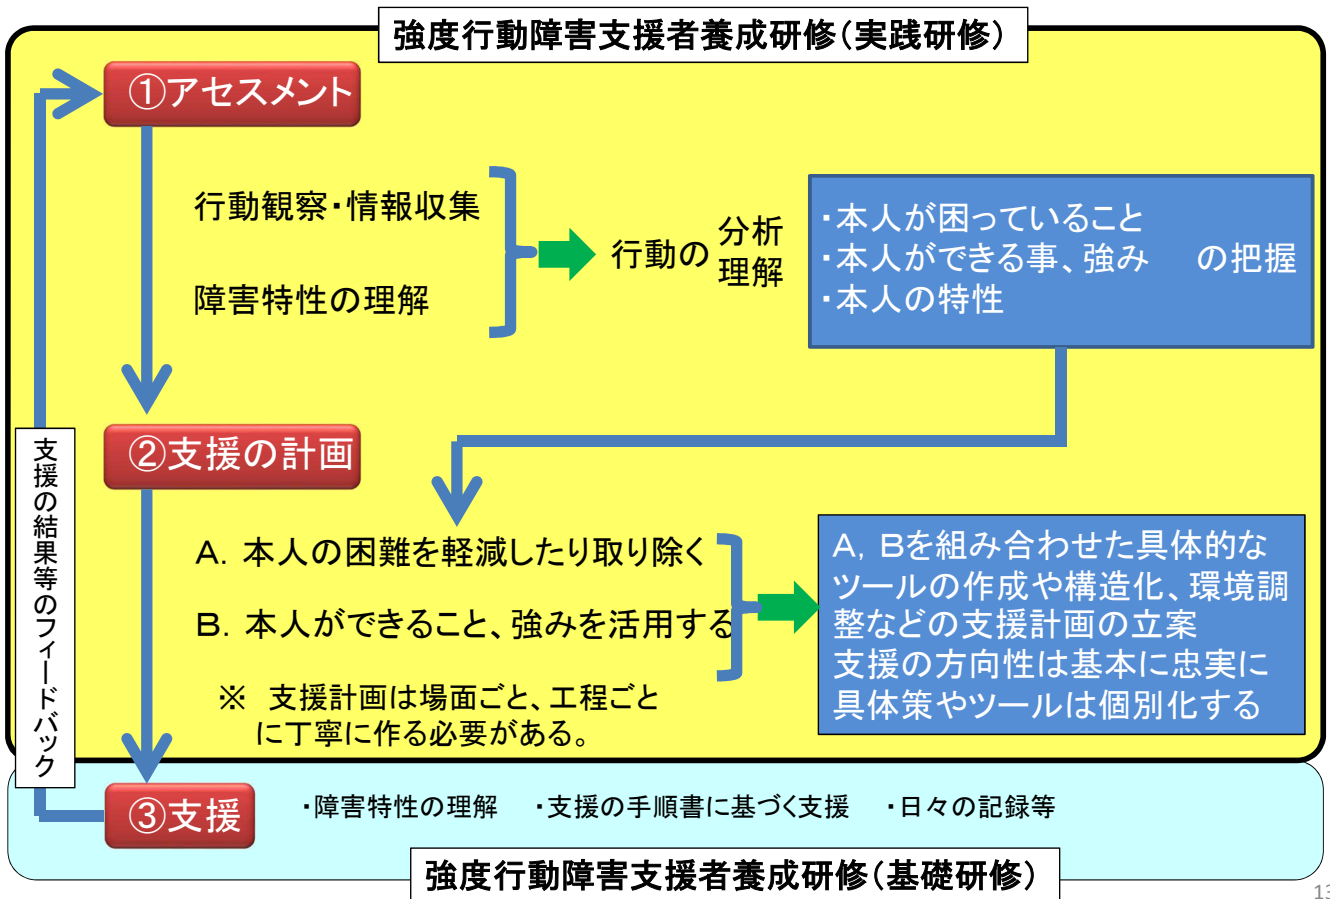 強度行動障害支援者養成研修(実践研修)
①アセスメント
行動観察・情報収集
障害特性の理解
行動の
分析
理解
・本人が困っていること
・本人ができる事、強み の把握
・本人の特性
②支援の計画
A. 本人の困難を軽減したり取り除く
B. 本人ができること、強みを活用する
※ 支援計画は場面ごと、工程ごと
に丁寧に作る必要がある。
A, Bを組み合わせた具体的な
ツールの作成や構造化、環境調
整などの支援計画の立案
支援の方向性は基本に忠実に
具体策やツールは個別化する
支援の結果等のフィードバック
③支援
・障害特性の理解 ・支援の手順書に基づく支援 ・日々の記録等
強度行動障害支援者養成研修(基礎研修)
13